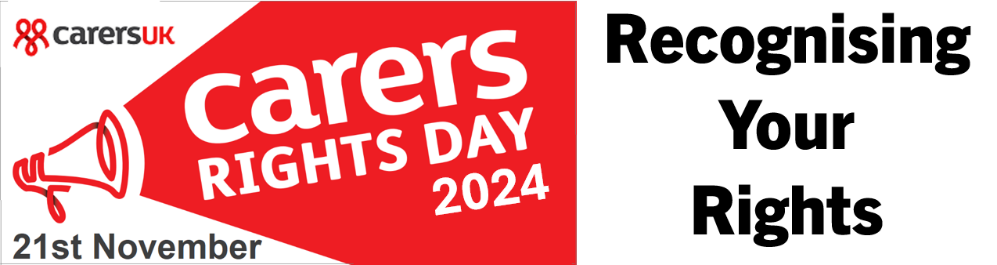 carersUK
carers
RIGHTS DAY
2024
21st November
Recognising
Your
Rights